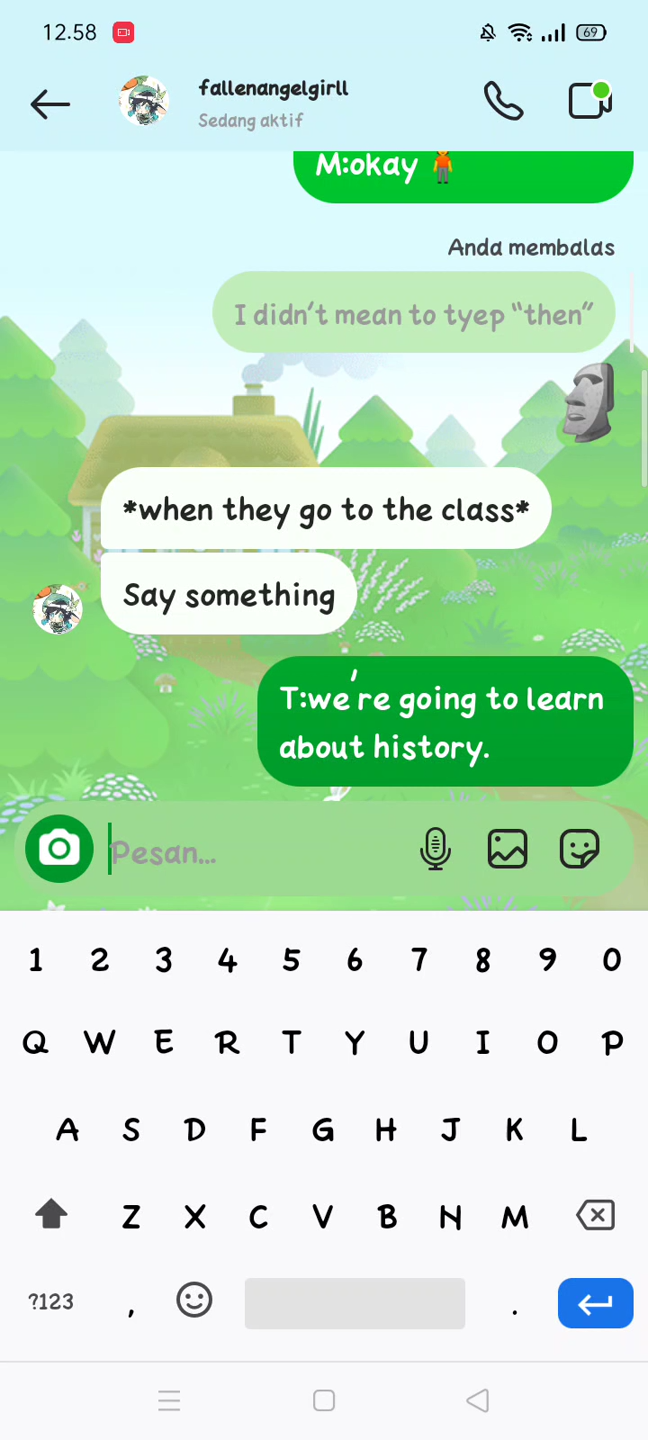 12.58
69
fallenangelgirll
Sedang aktif
M:okay 🧍
Anda membalas
I didn't mean to tyep “then”
*when they go to the class*
Say something
T:we're going to learn
about history.
Pesan...
1 2 3 4 5 6 7 8 9 0
Q W E R T Y U I O P
A S D F G H J K L
Z X C V B N M
?123 , .